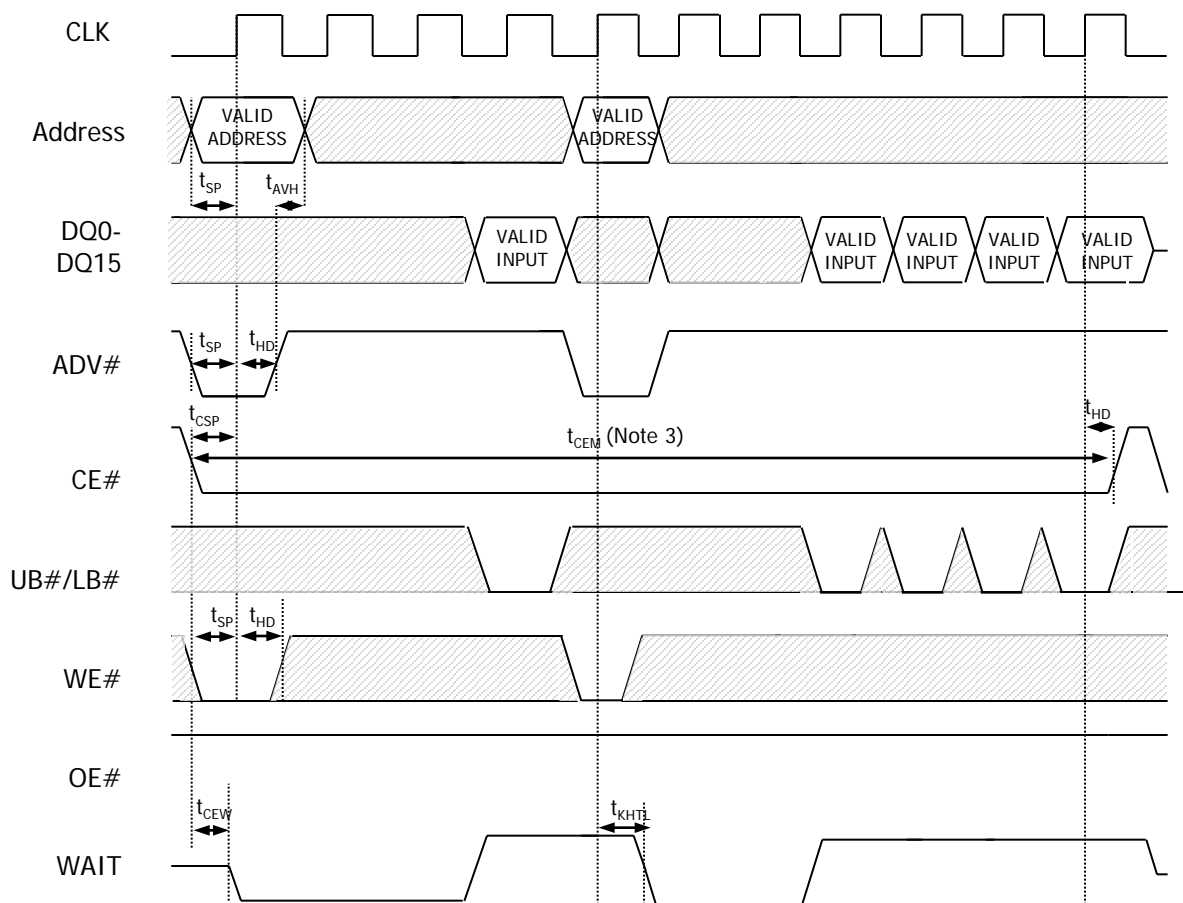 CLK
Address
VALID
ADDRESS
VALID
ADDRESS
tSP
tAVH
DQ0-
DQ15
VALID
INPUT
VALID
INPUT
VALID
INPUT
VALID
INPUT
VALID
INPUT
ADV#
tSP
tHD
tCSP
tHD
tCEM (Note 3)
CE#
UB#/LB#
tSP
tHD
WE#
OE#
tCEW
tKHTL
WAIT